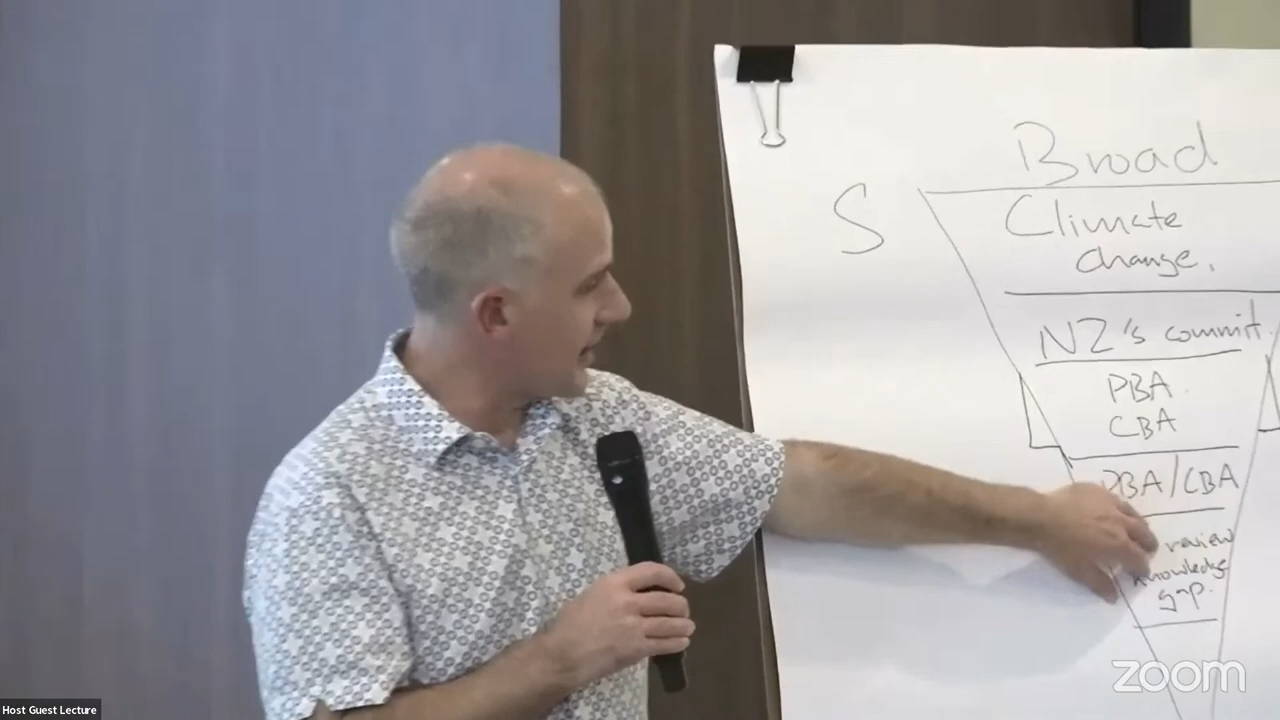 Broad
S
Climate
change.
NZ's commit.
PBA
CBA
PBA/CBA
review
knowledge
gap.
zoom
Host Guest Lecture